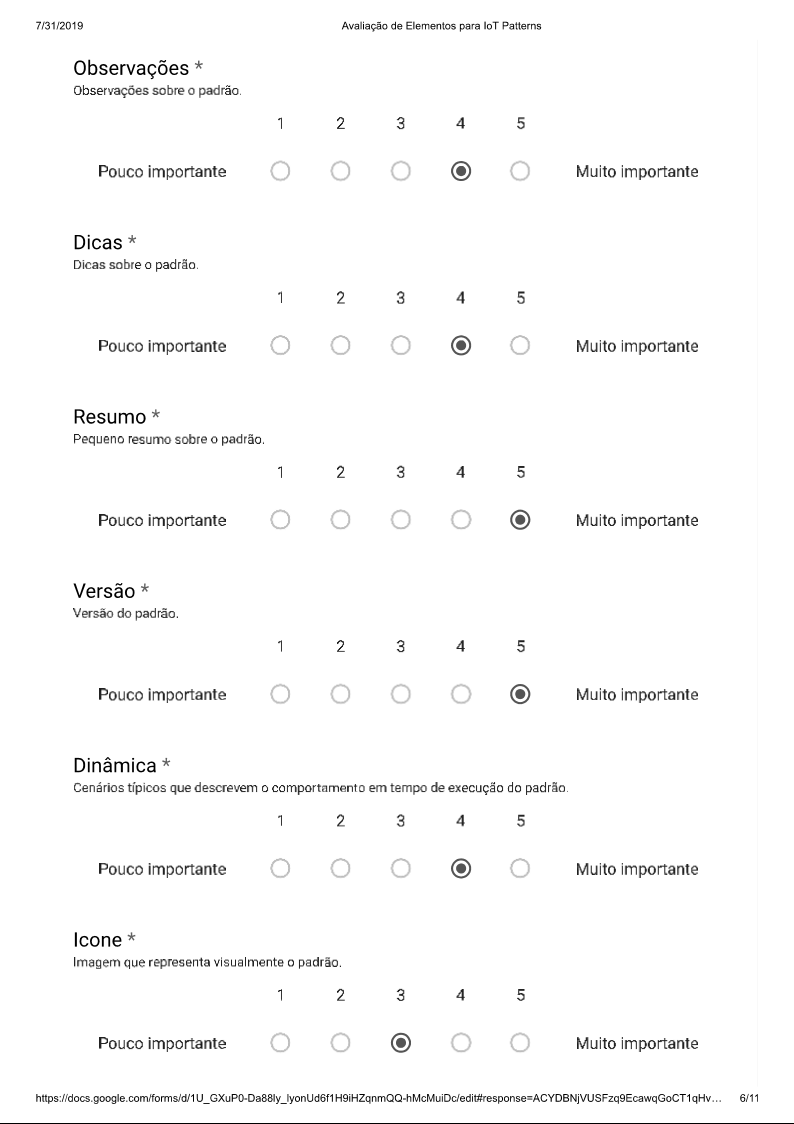 7/31/2019 Avaliação de Elementos para IoT Patterns
Observações *
Observações sobre o padrão.
1 2 3 4 5
Pouco importante Muito importante
Dicas *
Dicas sobre o padrão.
1 2 3 4 5
Pouco importante Muito importante
Resumo *
Pequeno resumo sobre o padrão.
1 2 3 4 5
Pouco importante Muito importante
Versão *
Versão do padrão.
1 2 3 4 5
Pouco importante Muito importante
Dinâmica *
Cenários típicos que descrevem o comportamento em tempo de execução do padrão.
1 2 3 4 5
Pouco importante Muito importante
Icone *
Imagem que representa visualmente o padrão.
1 2 3 4 5
Pouco importante Muito importante
https://docs.google.com/forms/d/1U_GXuP0-Da88ly_lyonUd6f1H9iHZqnmQQ-hMcMuiDc/edit#response=ACYDBNjVUSFzq9EcawqGoCT1qHv… 6/11